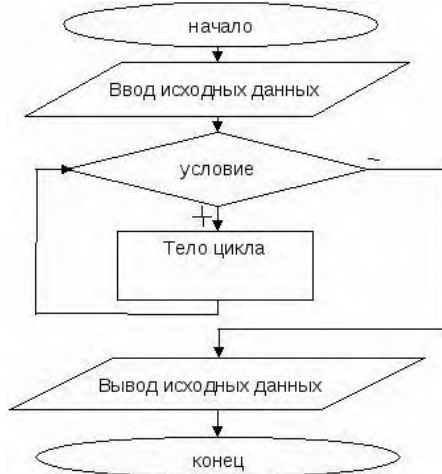 начало
Ввод исходных данных
условие
~
+
Тело цикла
Вывод исходных данных
конец